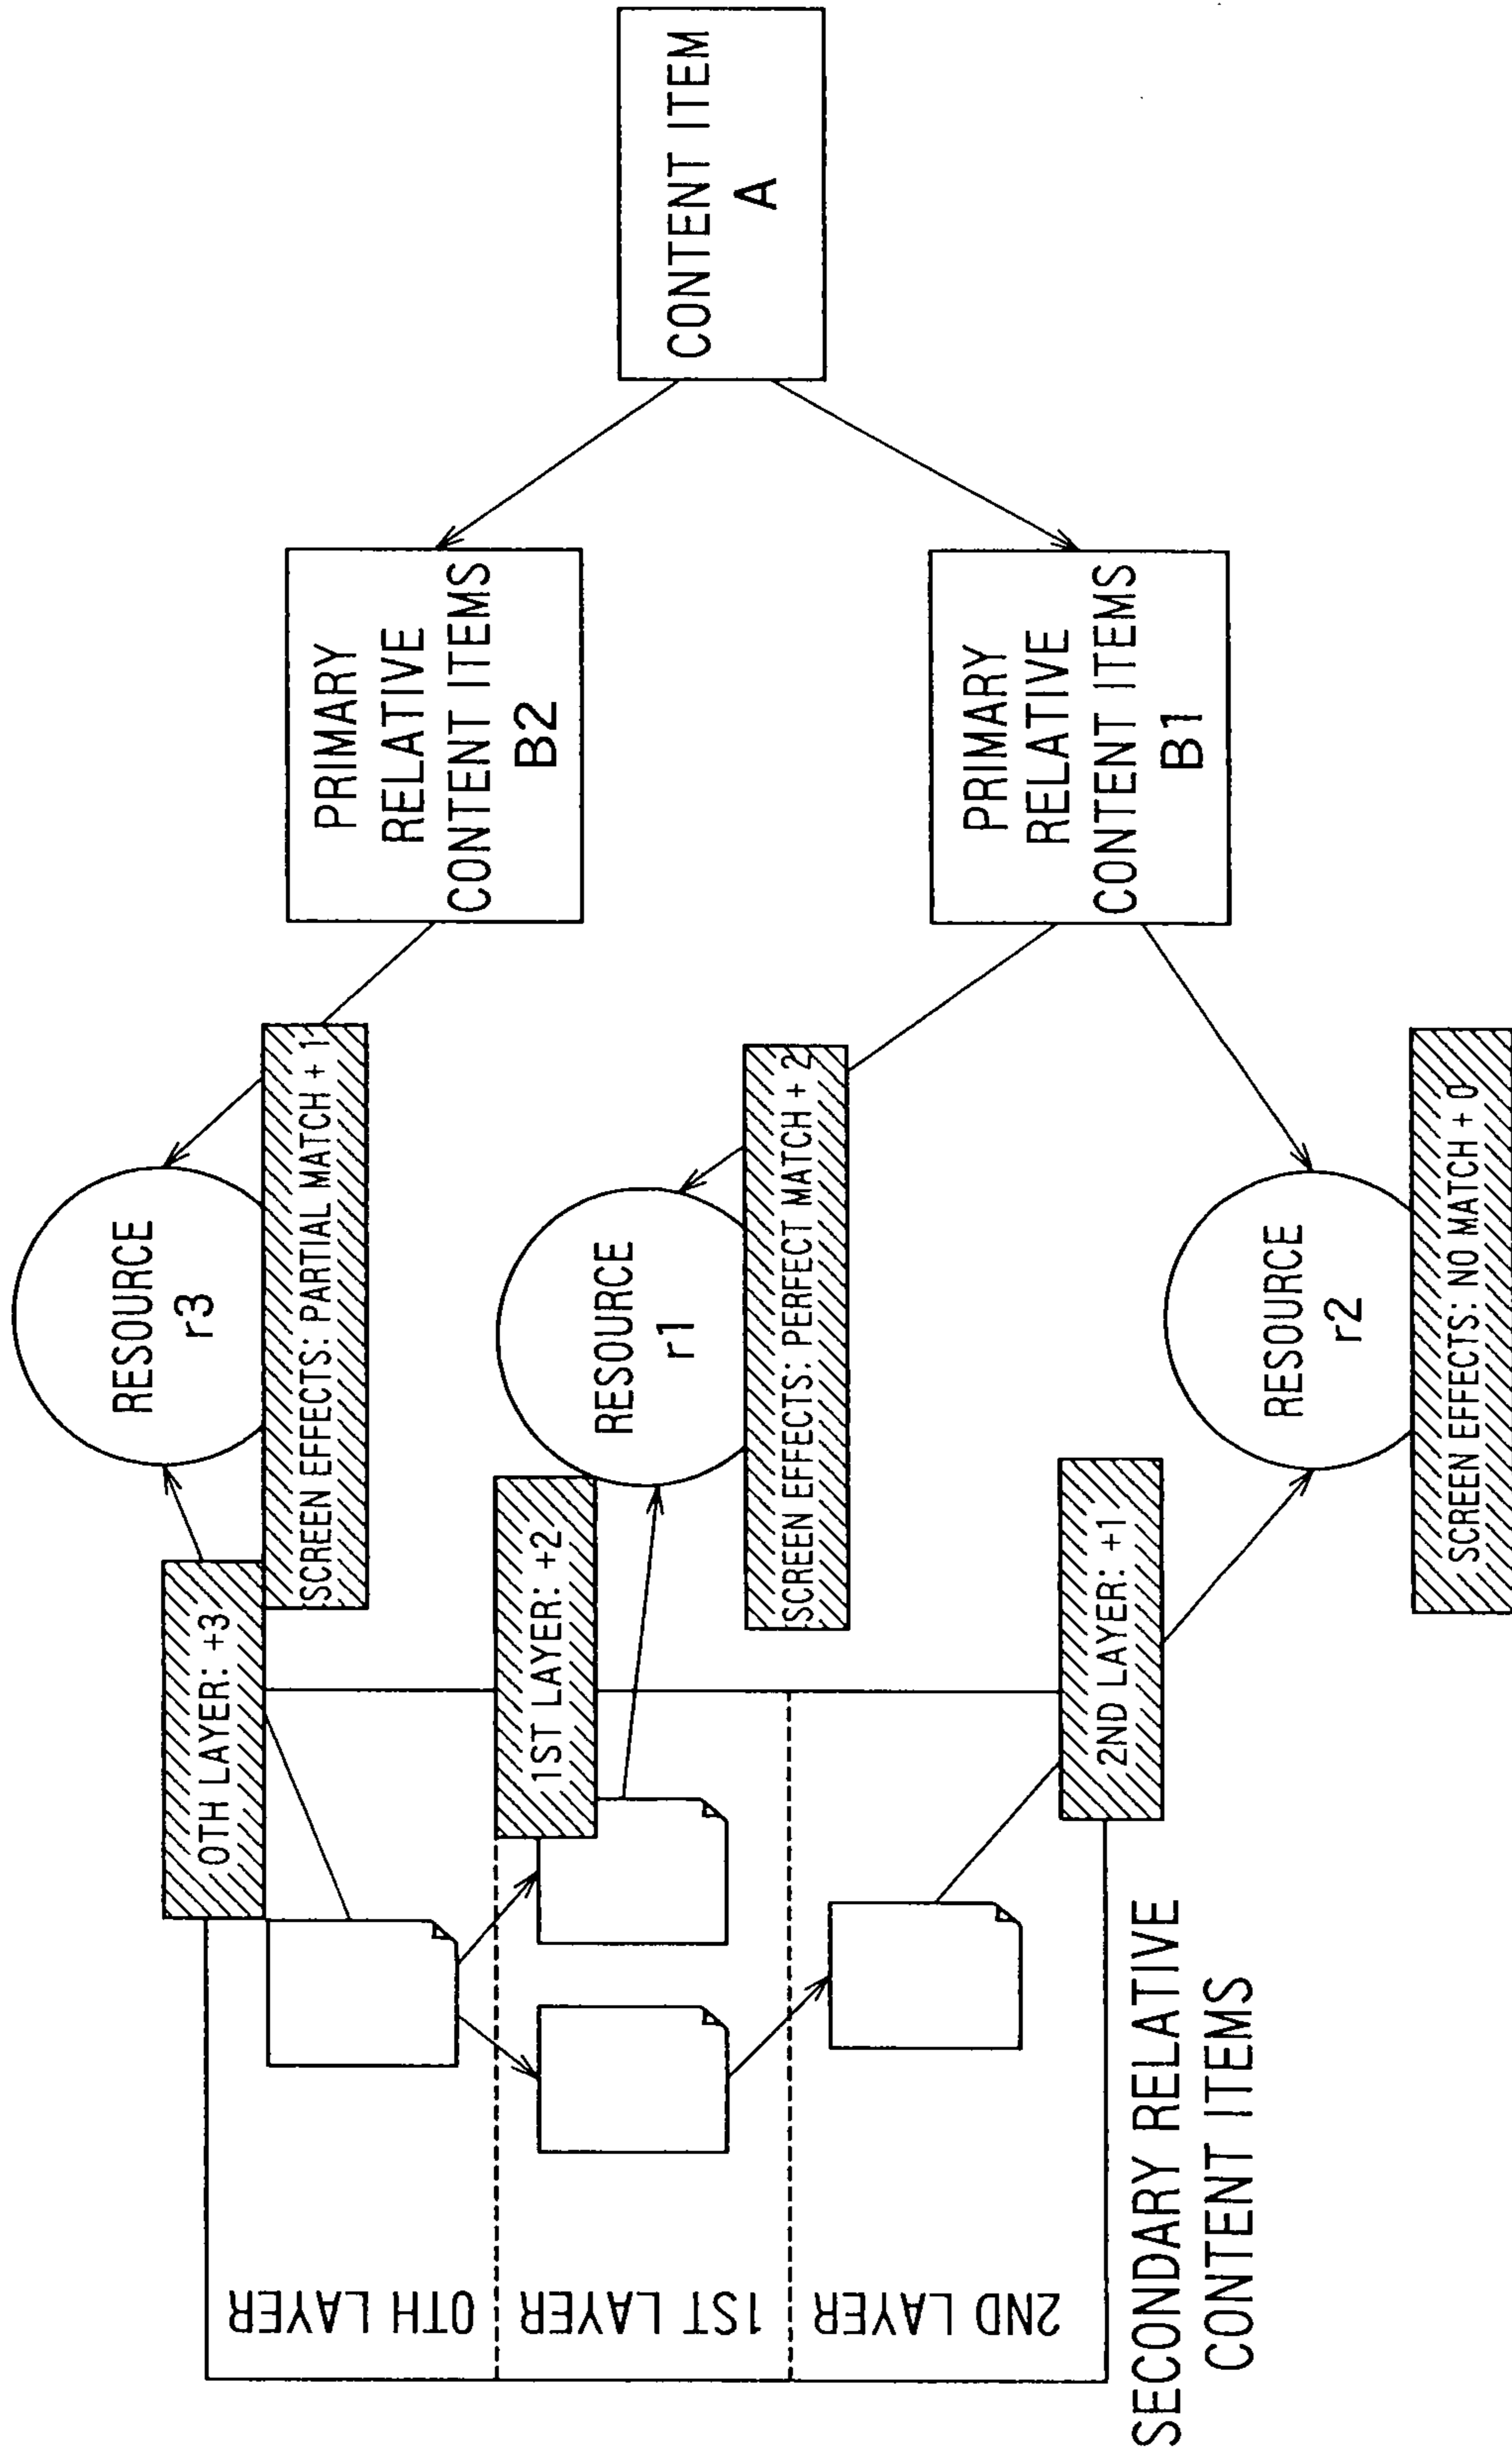 SECONDARY RELATIVE
CONTENT ITEMS
0TH LAYER
1ST LAYER
2ND LAYER
0TH LAYER: +3
1ST LAYER: +2
2ND LAYER: +1
RESOURCE
r3
SCREEN EFFECTS: PARTIAL MATCH + 1
RESOURCE
r1
SCREEN EFFECTS: PERFECT MATCH + 2
RESOURCE
r2
SCREEN EFFECTS: NO MATCH + 0
PRIMARY
RELATIVE
CONTENT ITEMS
B2
PRIMARY
RELATIVE
CONTENT ITEMS
B1
CONTENT ITEM
A